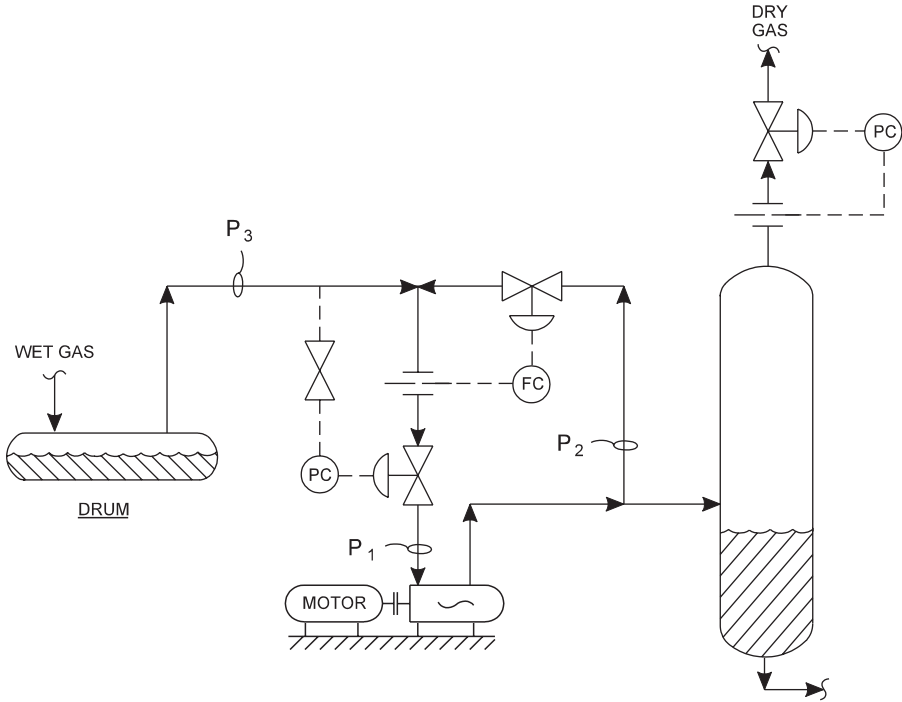 DRY
GAS
PC
P3
WET GAS
FC
P2
PC
DRUM
P1
MOTOR